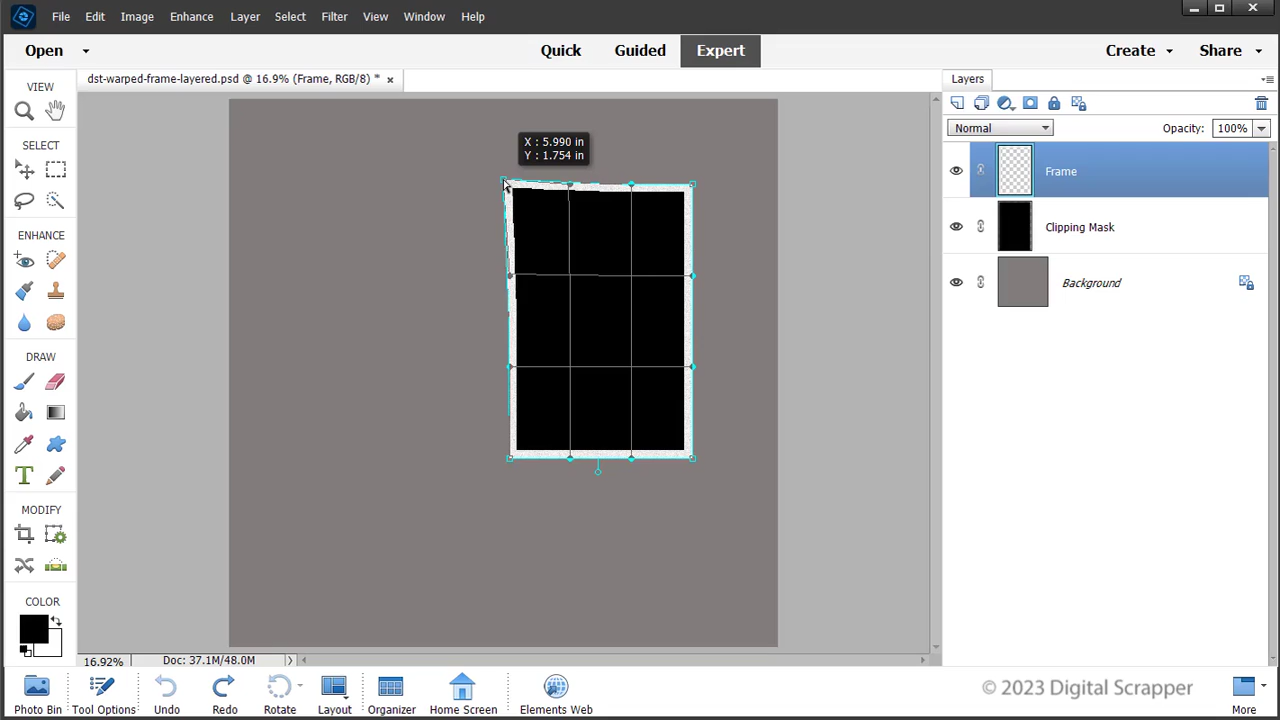 File Edit Image Enhance Layer Select Filter View Window Help
Open Quick Guided Expert Create Share
dst-warped-frame-layered.psd @ 16.9% (Frame, RGB/8) * ×
VIEW
SELECT
ENHANCE
DRAW
MODIFY
COLOR
X : 5.990 in
Y : 1.754 in
Layers
Normal Opacity: 100%
Frame
Clipping Mask
Background
16.92% Doc: 37.1M/48.0M
Photo Bin Tool Options Undo Redo Rotate Layout Organizer Home Screen Elements Web More
© 2023 Digital Scrapper